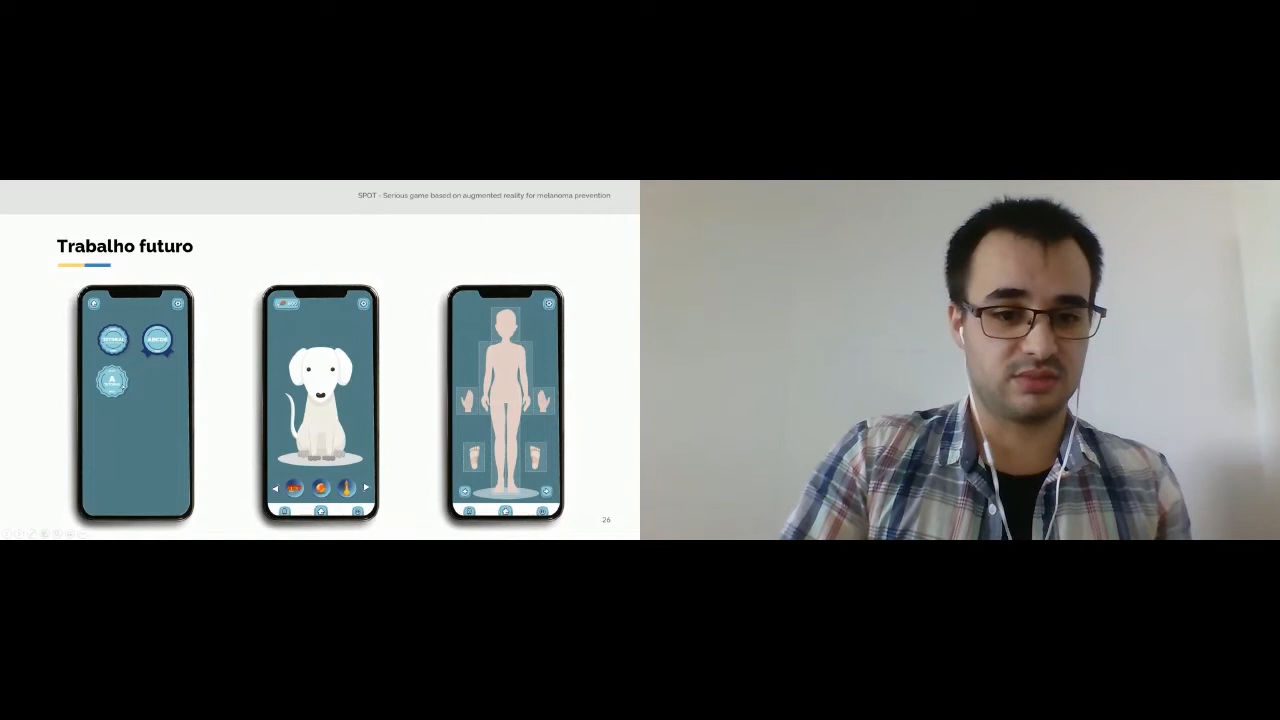 SPOT - Serious game based on augmented reality for melanoma prevention
Trabalho futuro
TUTORIAL
ABCDE
A
26